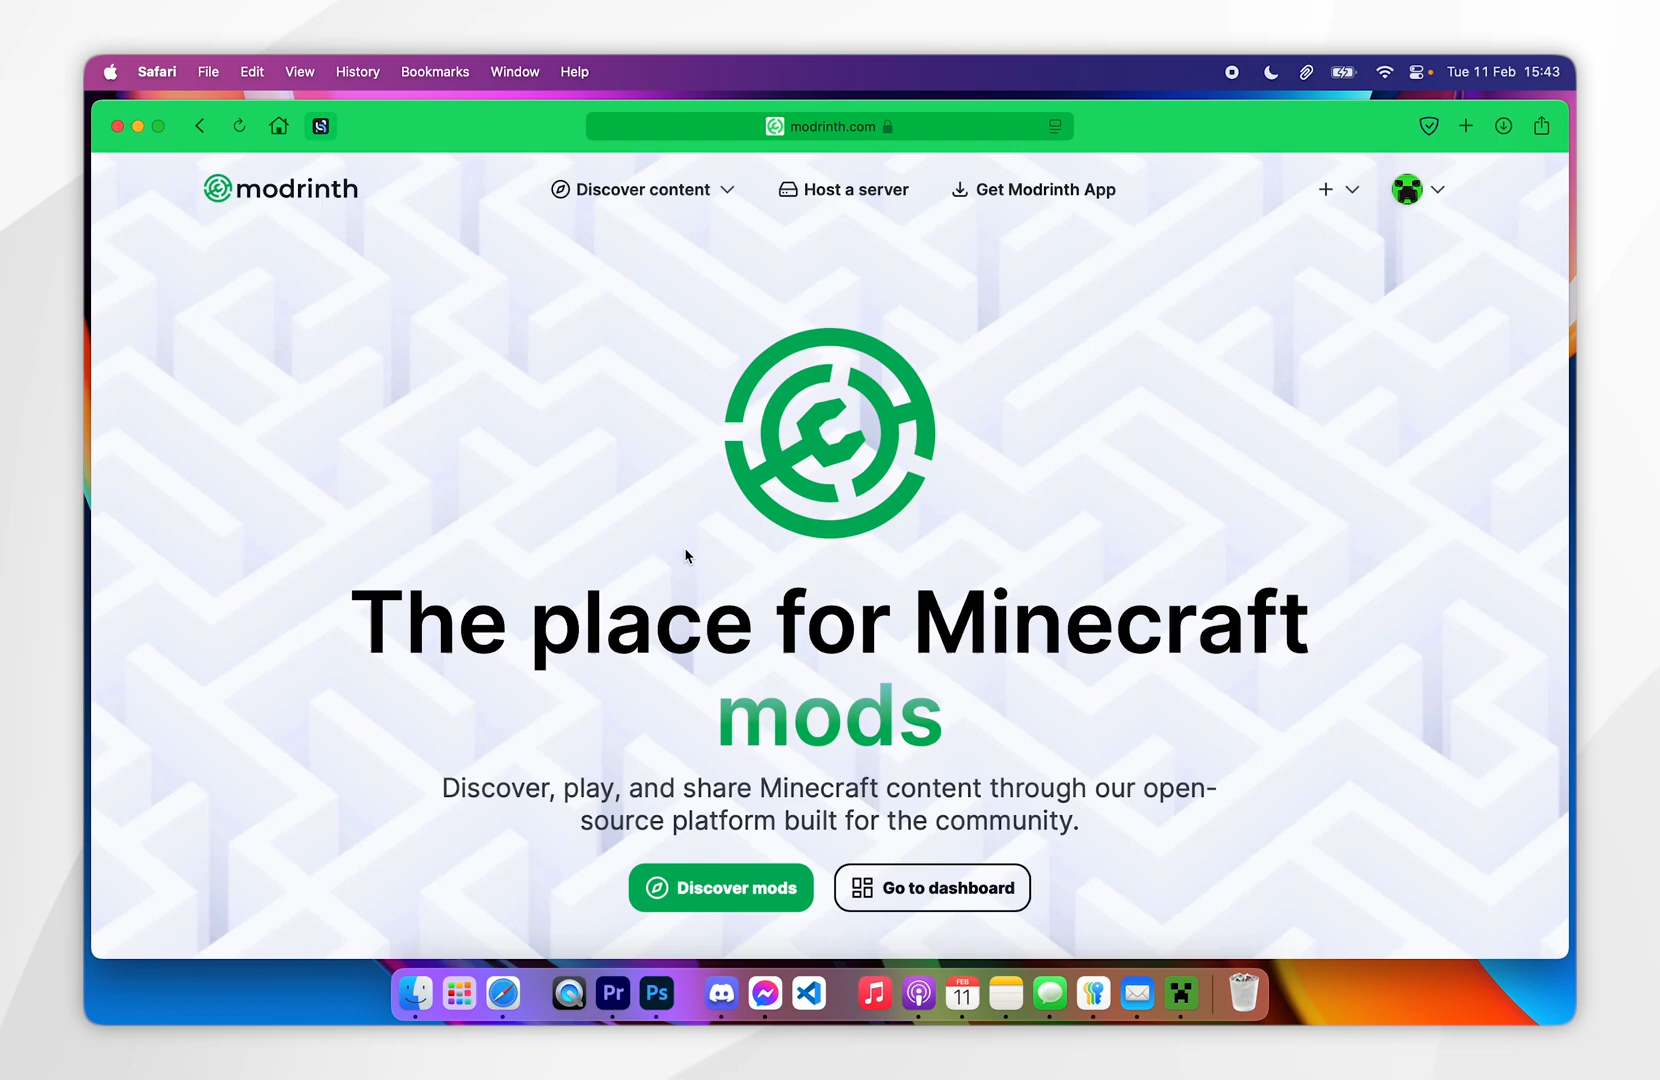 Safari File Edit View History Bookmarks Window Help Tue 11 Feb 15:43
modrinth.com
modrinth Discover content Host a server Get Modrinth App
The place for Minecraft
mods
Discover, play, and share Minecraft content through our open-
source platform built for the community.
Discover mods Go to dashboard
Pr Ps FEB
11